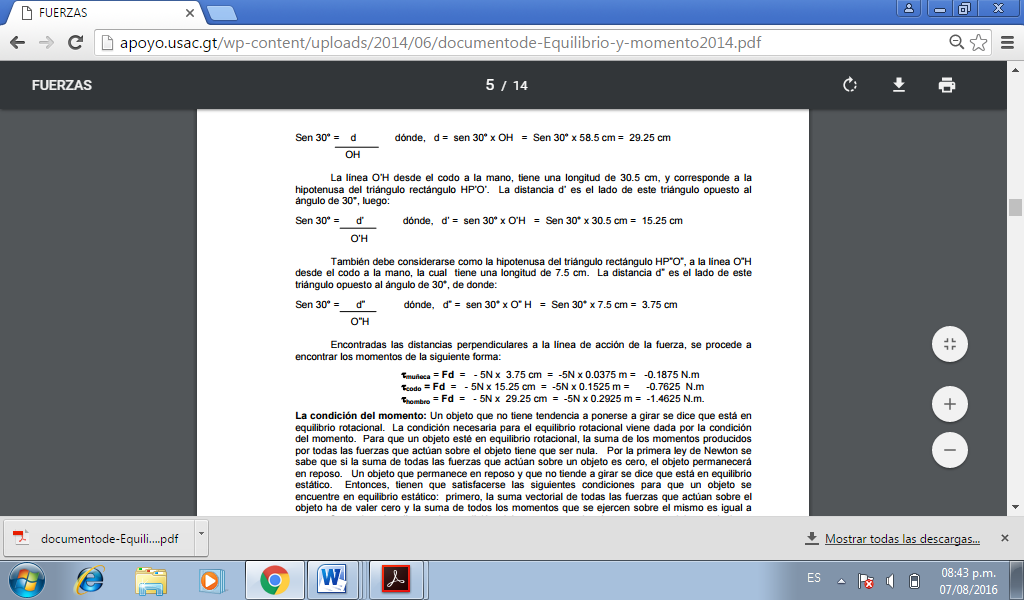 FUERZAS
apoyo.usac.gt/wp-content/uploads/2014/06/documentode-Equilibrio-y-momento2014.pdf
FUERZAS
5 / 14
Sen 30° = d dónde, d = sen 30° x OH = Sen 30° x 58.5 cm = 29.25 cm
OH
La línea O'H desde el codo a la mano, tiene una longitud de 30.5 cm, y corresponde a la
hipotenusa del triángulo rectángulo HP'O'. La distancia d' es el lado de este triángulo opuesto al
ángulo de 30°, luego:
Sen 30° = d' dónde, d' = sen 30° x O'H = Sen 30° x 30.5 cm = 15.25 cm
O'H
También debe considerarse como la hipotenusa del triángulo rectángulo HP"O", a la línea O"H
desde el codo a la mano, la cual tiene una longitud de 7.5 cm. La distancia d" es el lado de este
triángulo opuesto al ángulo de 30°, de donde:
Sen 30° = d" dónde, d" = sen 30° x O" H = Sen 30° x 7.5 cm = 3.75 cm
O"H
Encontradas las distancias perpendiculares a la línea de acción de la fuerza, se procede a
encontrar los momentos de la siguiente forma:
τmuñeca = Fd = - 5N x 3.75 cm = -5N x 0.0375 m = -0.1875 N.m
τcodo = Fd = - 5N x 15.25 cm = -5N x 0.1525 m = -0.7625 N.m
τhombro = Fd = - 5N x 29.25 cm = -5N x 0.2925 m = -1.4625 N.m.
La condición del momento: Un objeto que no tiene tendencia a ponerse a girar se dice que está en
equilibrio rotacional. La condición necesaria para el equilibrio rotacional viene dada por la condición
del momento. Para que un objeto esté en equilibrio rotacional, la suma de los momentos producidos
por todas las fuerzas que actúan sobre el objeto tiene que ser nula. Por la primera ley de Newton se
sabe que si la suma de todas las fuerzas que actúan sobre un objeto es cero, el objeto permanecerá
en reposo. Un objeto que permanece en reposo y que no tiende a girar se dice que está en equilibrio
estático. Entonces, tienen que satisfacerse las siguientes condiciones para que un objeto se
encuentre en equilibrio estático: primero, la suma vectorial de todas las fuerzas que actúan sobre el
objeto ha de valer cero y la suma de todos los momentos que se ejercen sobre el mismo es igual a
documentode-Equili....pdf
Mostrar todas las descargas...
ES
08:43 p.m.
07/08/2016